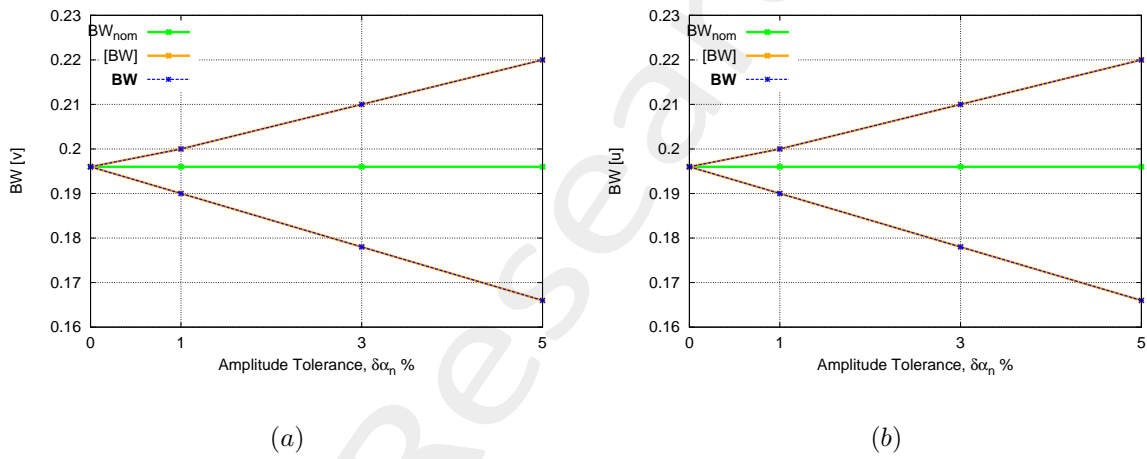 0.23
0.22
0.21
0.2
0.19
0.18
0.17
0.16
BW [v]
BWnom
[BW]
BW
0 1 3 5
Amplitude Tolerance, δαn %
(a)
0.23
0.22
0.21
0.2
0.19
0.18
0.17
0.16
BW [u]
BWnom
[BW]
BW
0 1 3 5
Amplitude Tolerance, δαn %
(b)
Resear